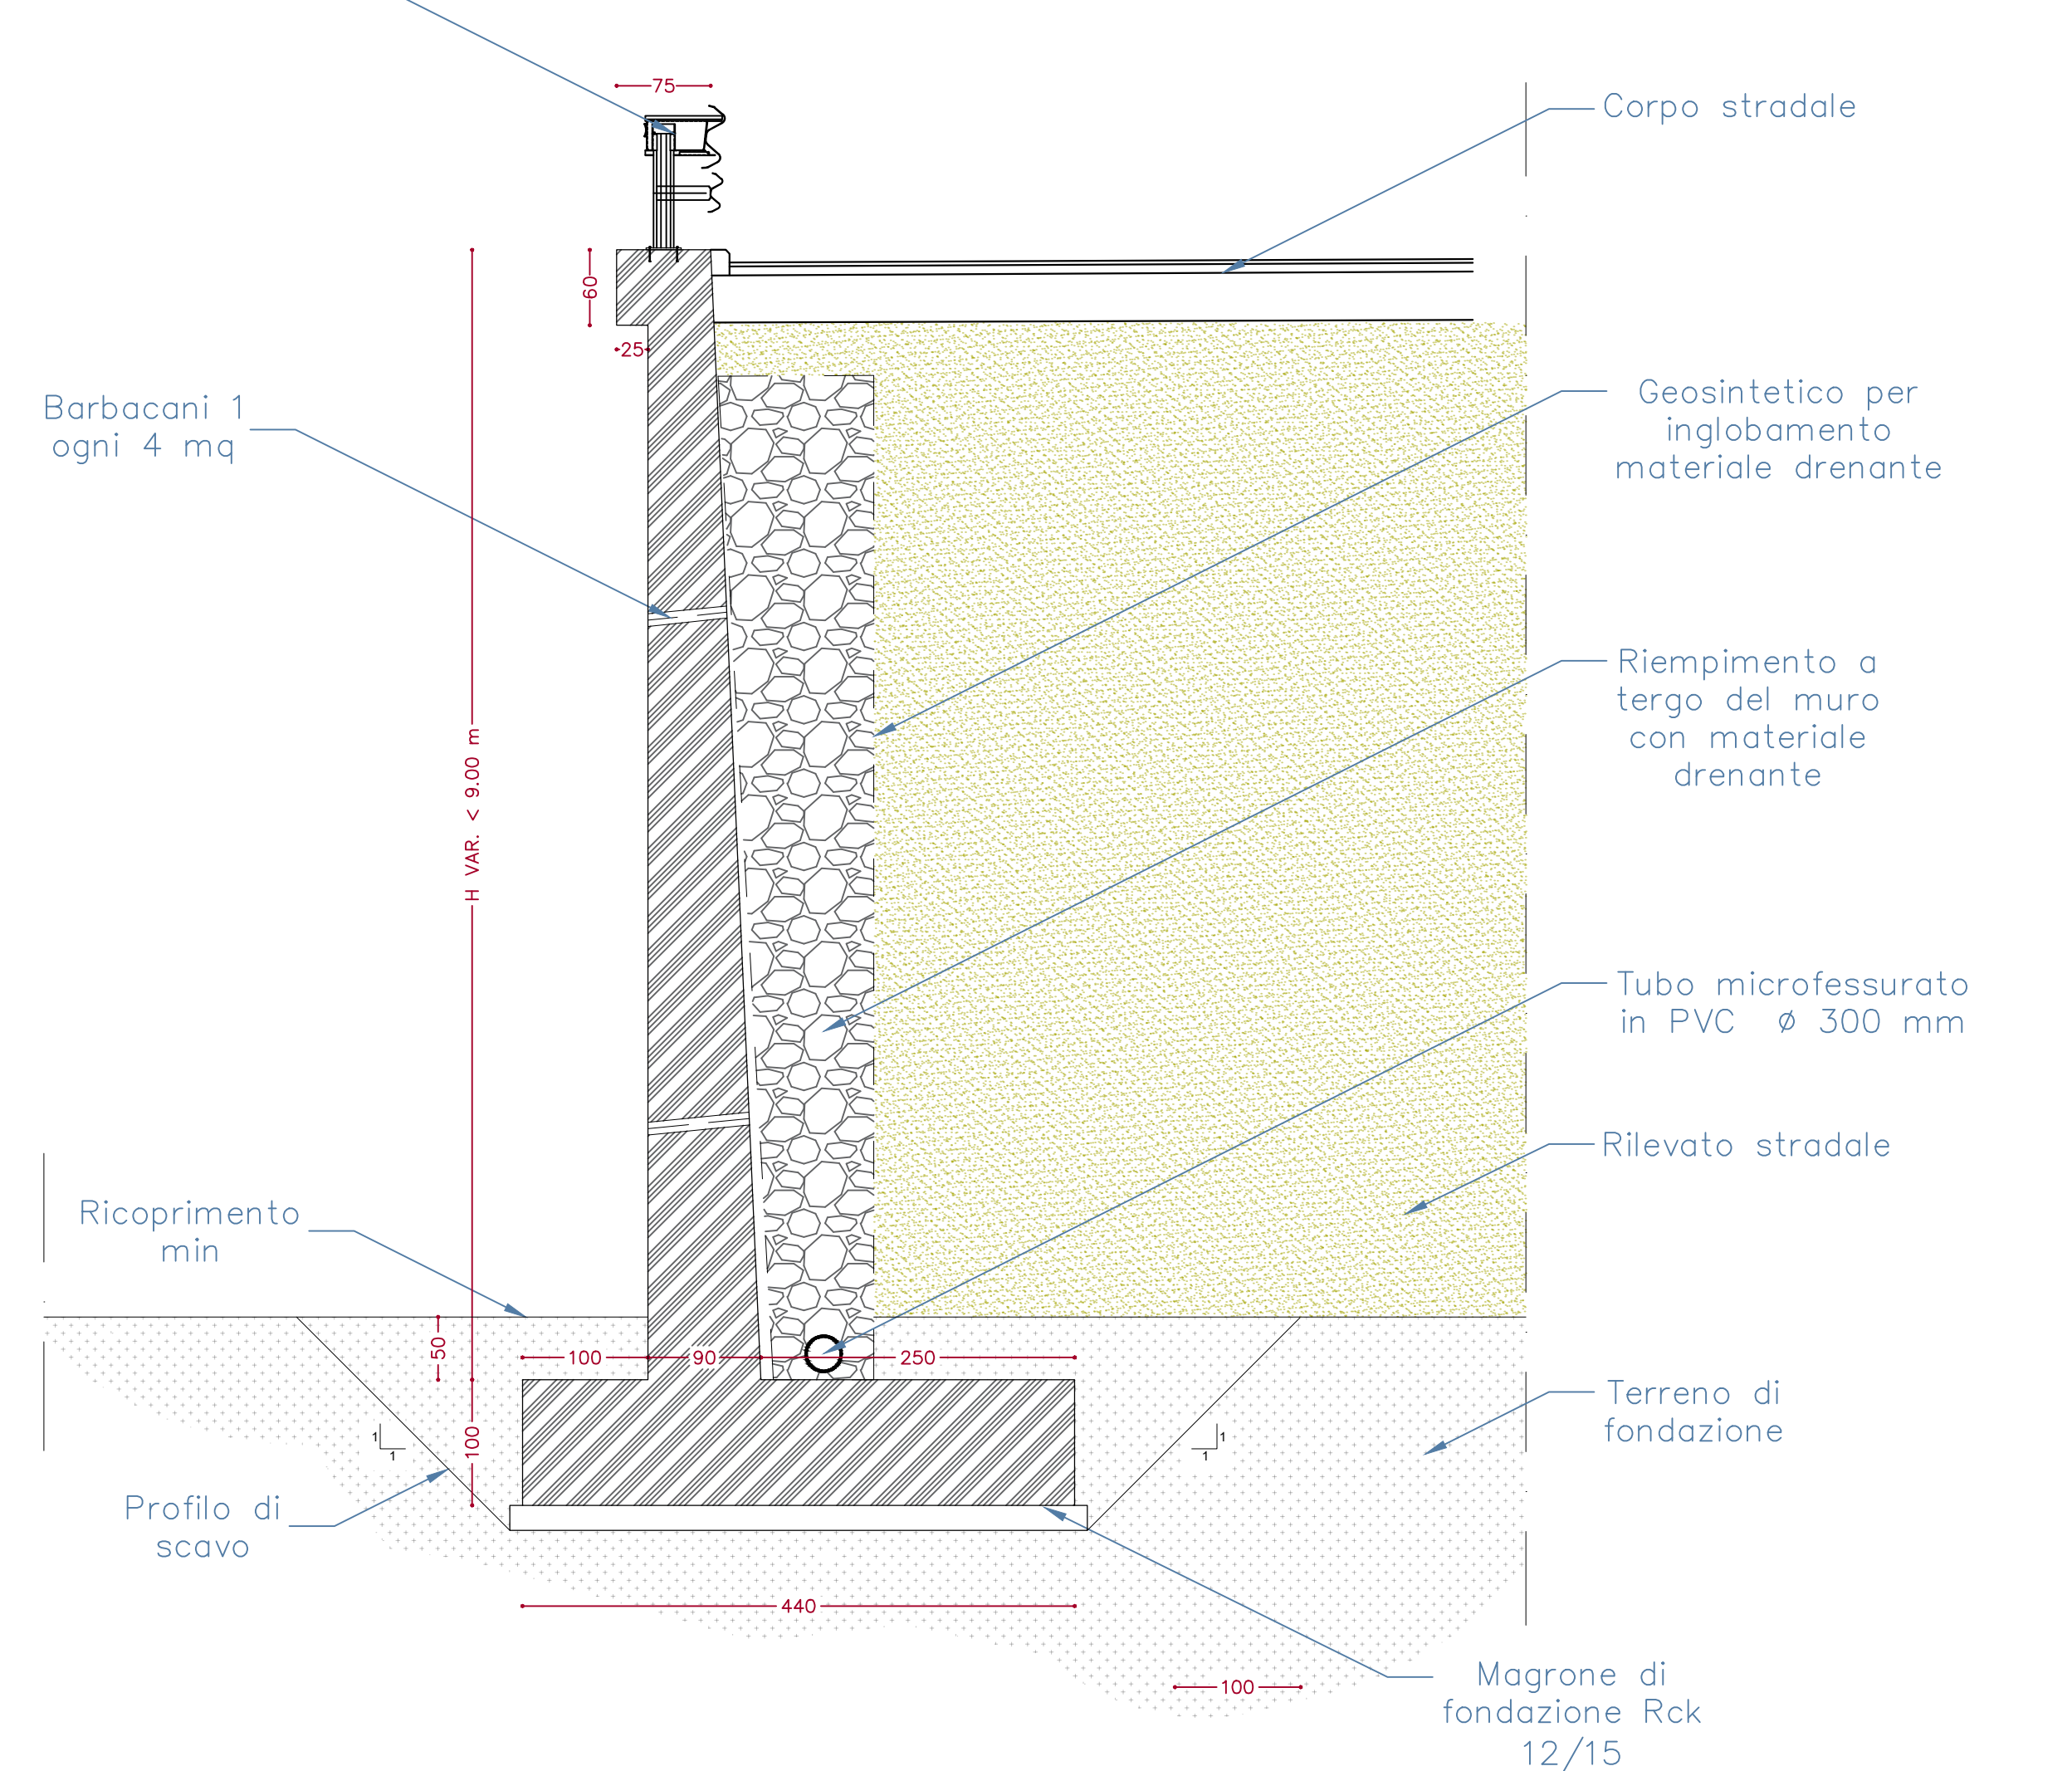 75
Corpo stradale
60
25
Barbacani 1
ogni 4 mq
Geosintetico per
inglobamento
materiale drenante
H VAR. < 9.00 m
Riempimento a
tergo del muro
con materiale
drenante
Tubo microfessurato
in PVC  Ø 300 mm
Rilevato stradale
Ricoprimento
min
50
100
90
250
Terreno di
fondazione
1
1
100
1
1
Profilo di
scavo
440
100
Magrone di
fondazione Rck
12/15